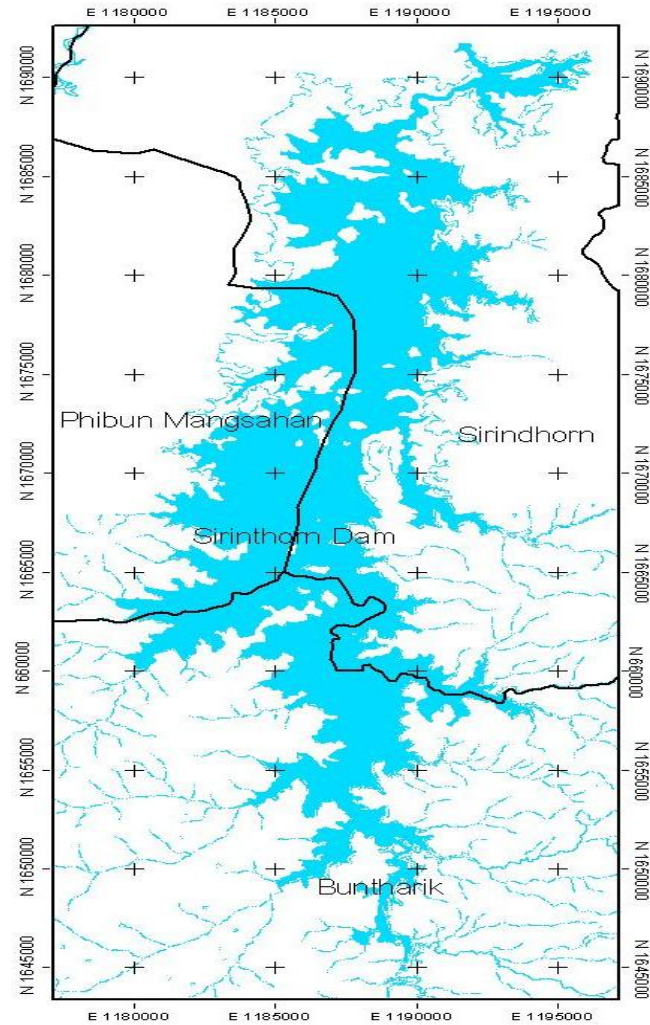 E 1180000 E 1185000 E 1190000 E 1195000
N 1690000 N 1690000
N 1685000 N 1685000
N 1680000 N 1680000
N 1675000 N 1675000
Phibun Mangsahan
Sirindhorn
N 1670000 N 1670000
Sirinthorn Dam
N 1665000 N 1665000
N 1660000 N 1660000
N 1655000 N 1655000
N 1650000 N 1650000
Buntharik
N 1645000 N 1645000
E 1180000 E 1185000 E 1190000 E 1195000